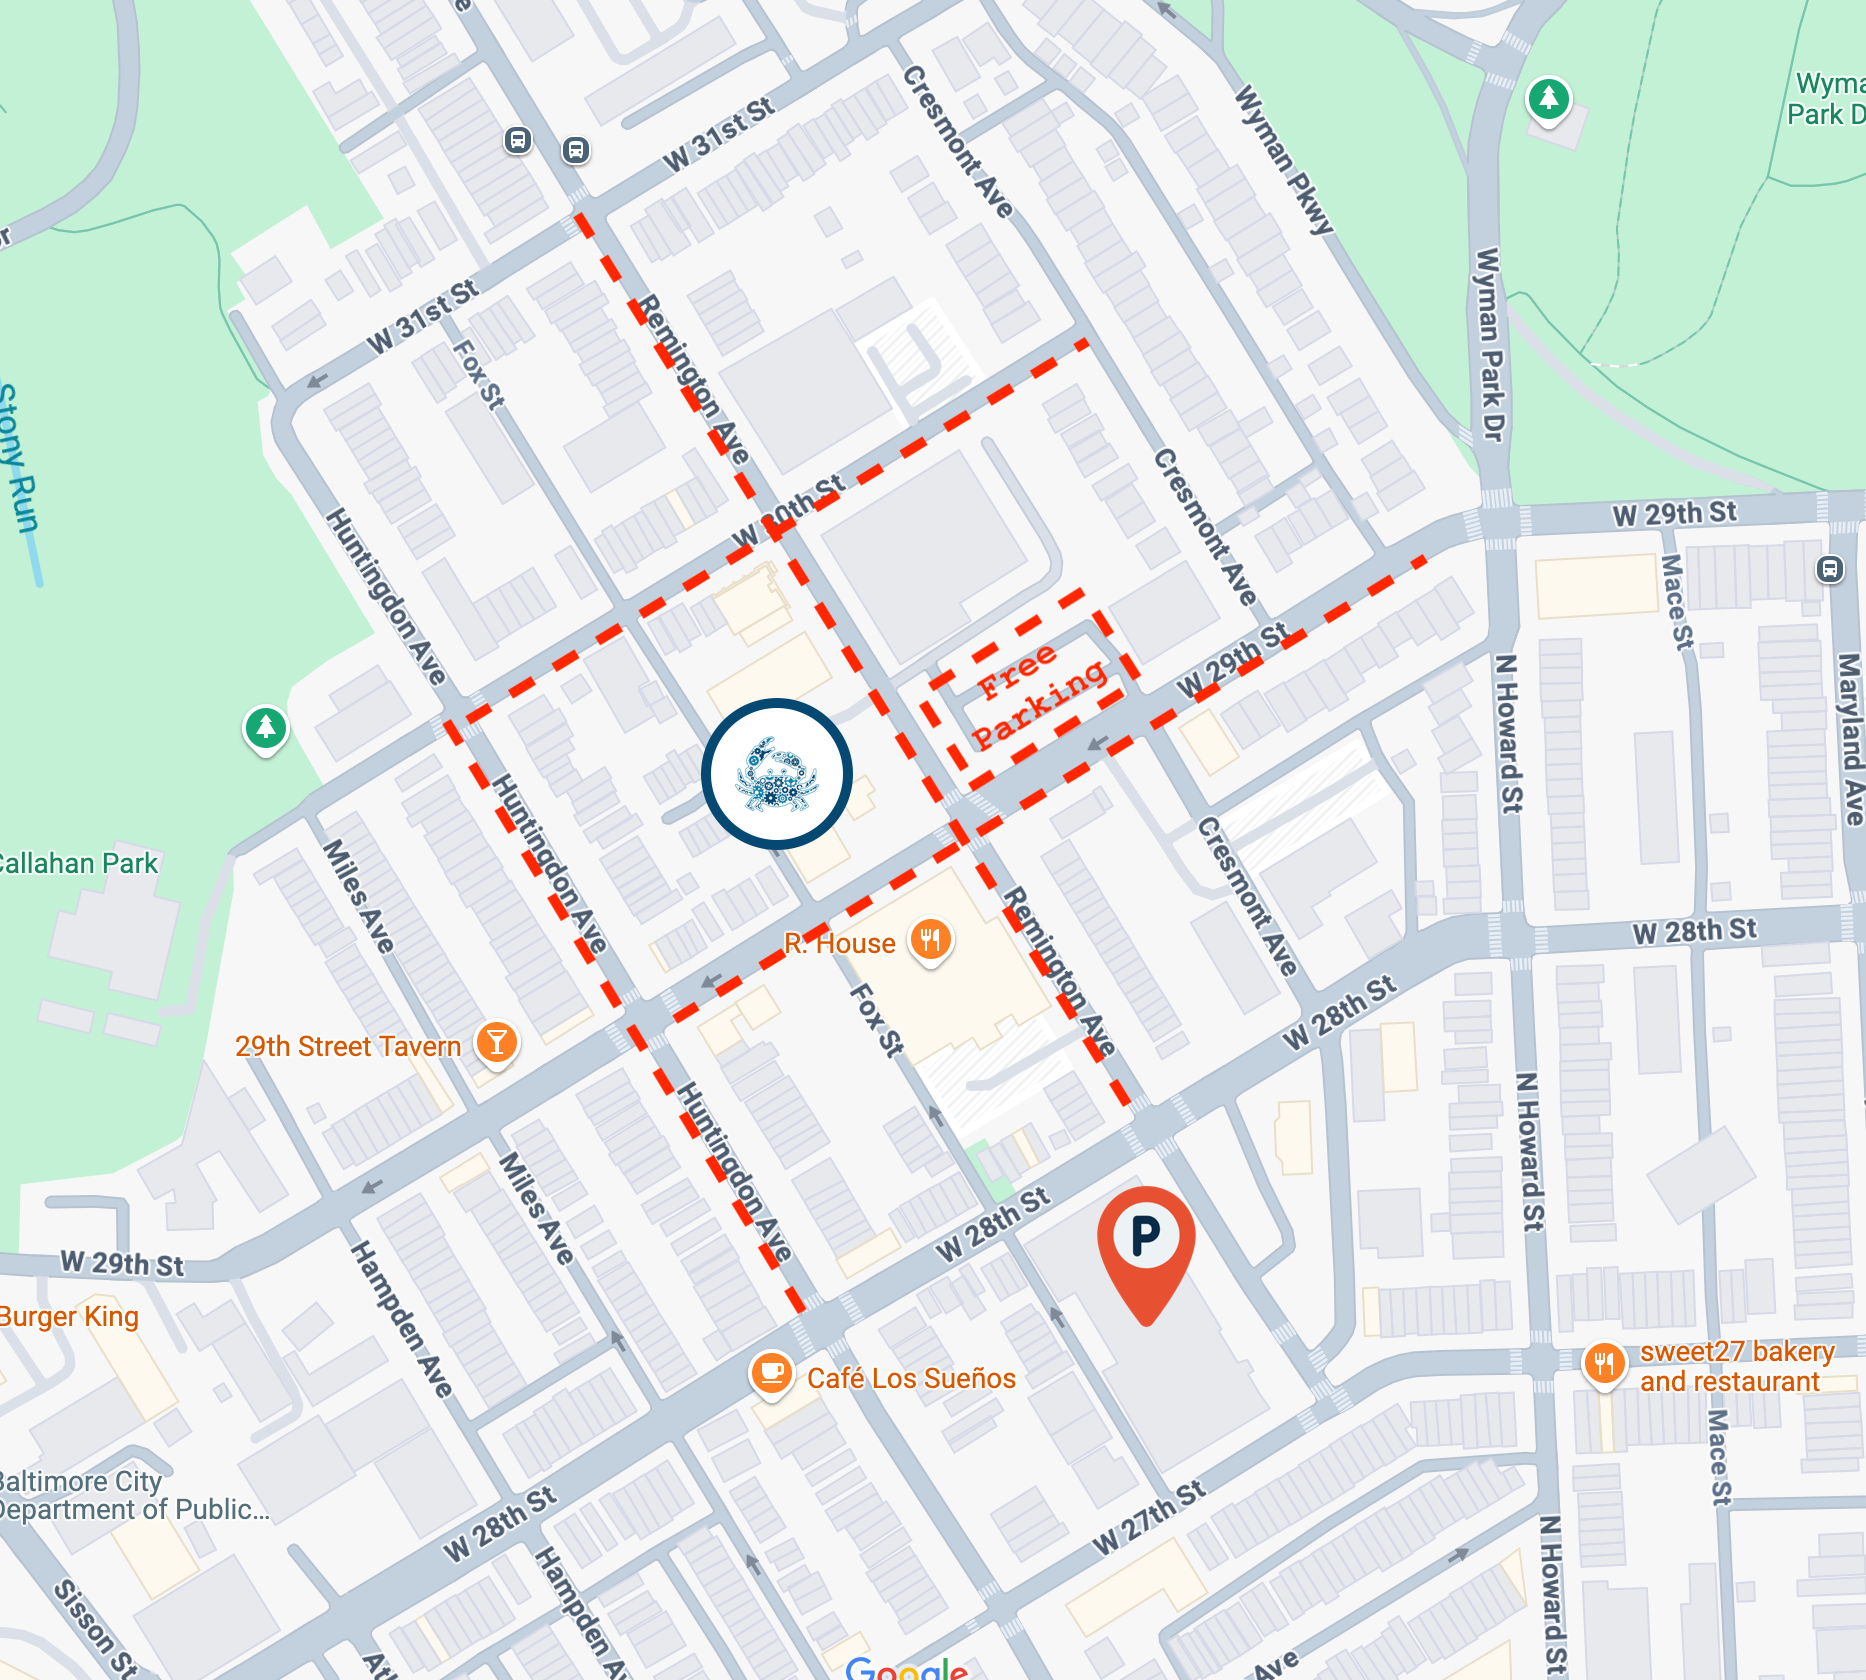 W 31st St
Cresmont Ave
Wyman Pkwy
Wyma
Park D
Wyman Park Dr
W 31st St
Remington Ave
Fox St
Stony Run
W 30th St
Cresmont Ave
W 29th St
Mace St
Huntingdon Ave
Free
Parking
W 29th St
N Howard St
Maryland Ave
Huntingdon Ave
Miles Ave
Callahan Park
Cresmont Ave
R. House
Remington Ave
W 28th St
Fox St
W 28th St
29th Street Tavern
Huntingdon Ave
Miles Ave
N Howard St
W 28th St
P
W 29th St
Hampden Ave
Burger King
Café Los Sueños
sweet27 bakery
and restaurant
Mace St
Baltimore City
Department of Public...
W 28th St
W 27th St
N Howard St
Hampden Av
Sisson St
Ave
Google